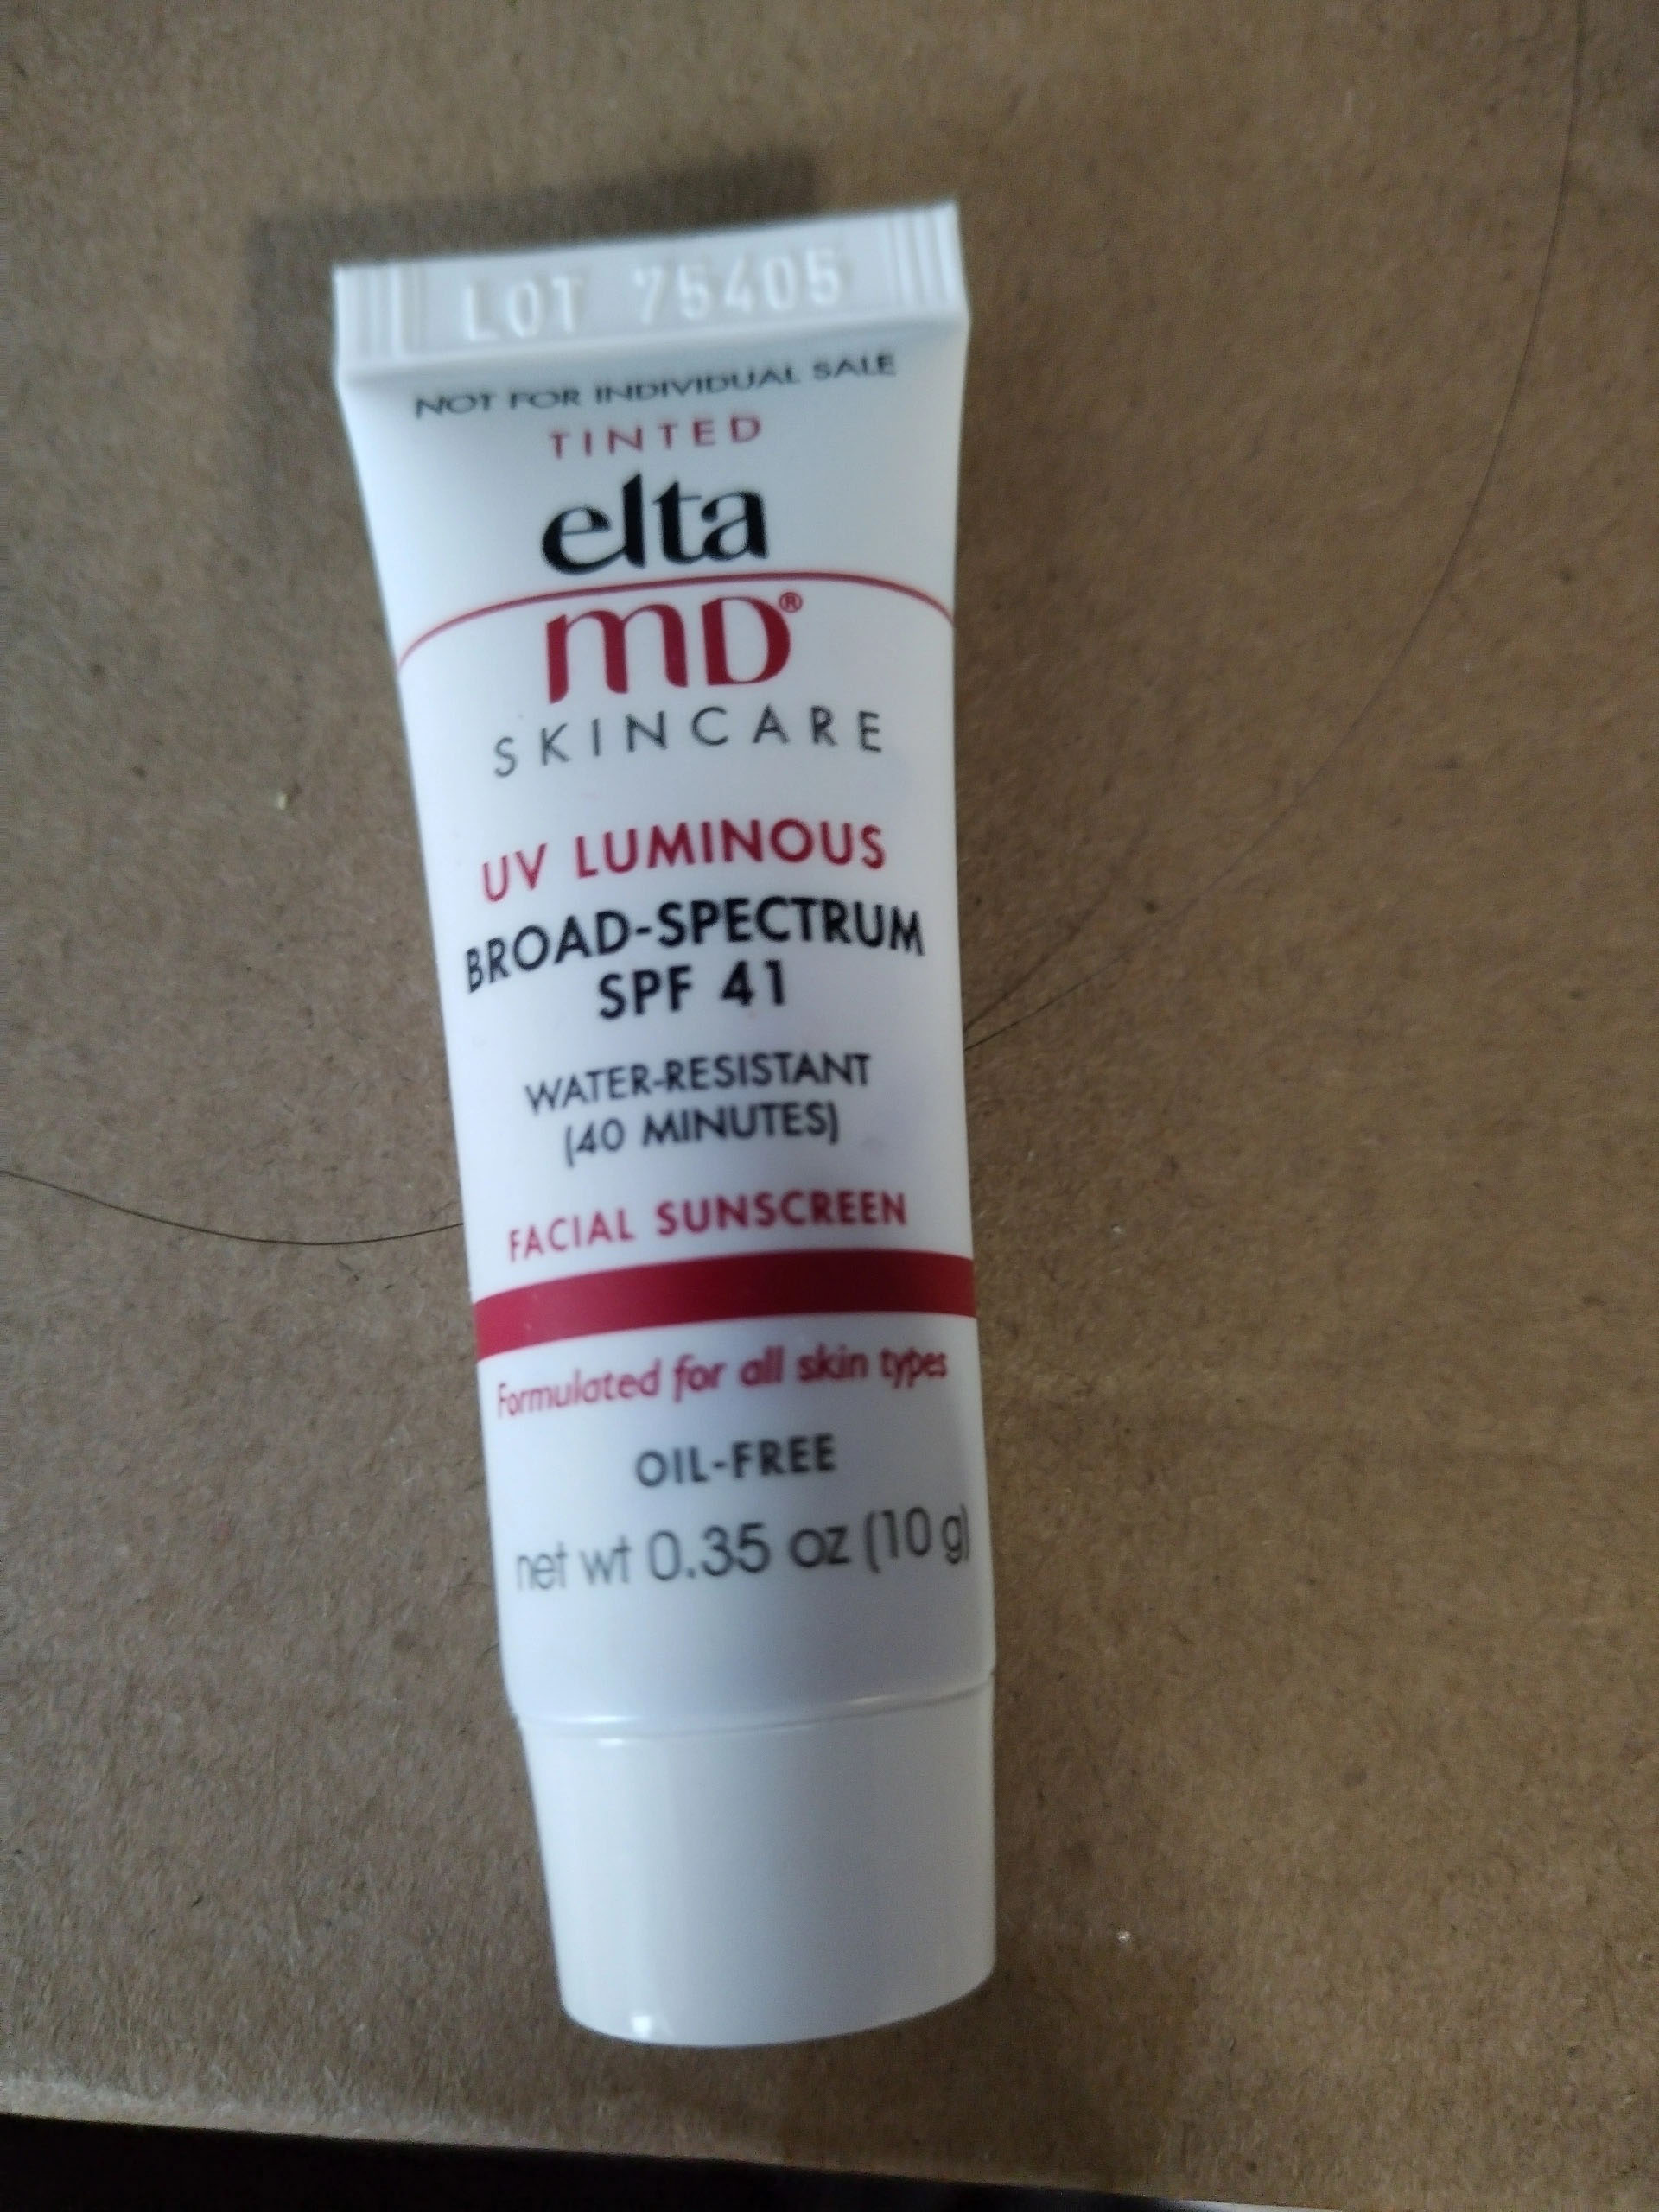 LOT 75405
NOT FOR INDIVIDUAL SALE
TINTED
elta
MD®
SKINCARE
UV LUMINOUS
BROAD-SPECTRUM
SPF 41
WATER-RESISTANT
(40 MINUTES)
FACIAL SUNSCREEN
Formulated for all skin types
OIL-FREE
net wt 0.35 oz (10 g)